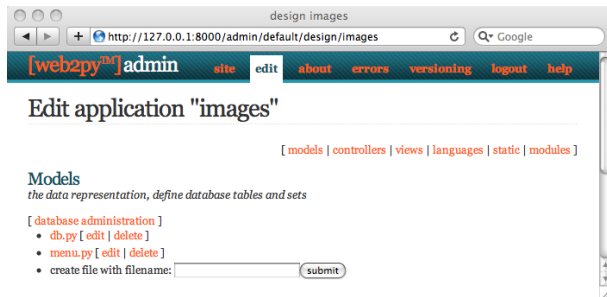 design images
http://127.0.0.1:8000/admin/default/design/images
Google
[web2py™]admin site edit about errors versioning logout help
Edit application "images"
[ models | controllers | views | languages | static | modules ]
Models
the data representation, define database tables and sets
[ database administration ]
• db.py [ edit | delete ]
• menu.py [ edit | delete ]
• create file with filename: submit